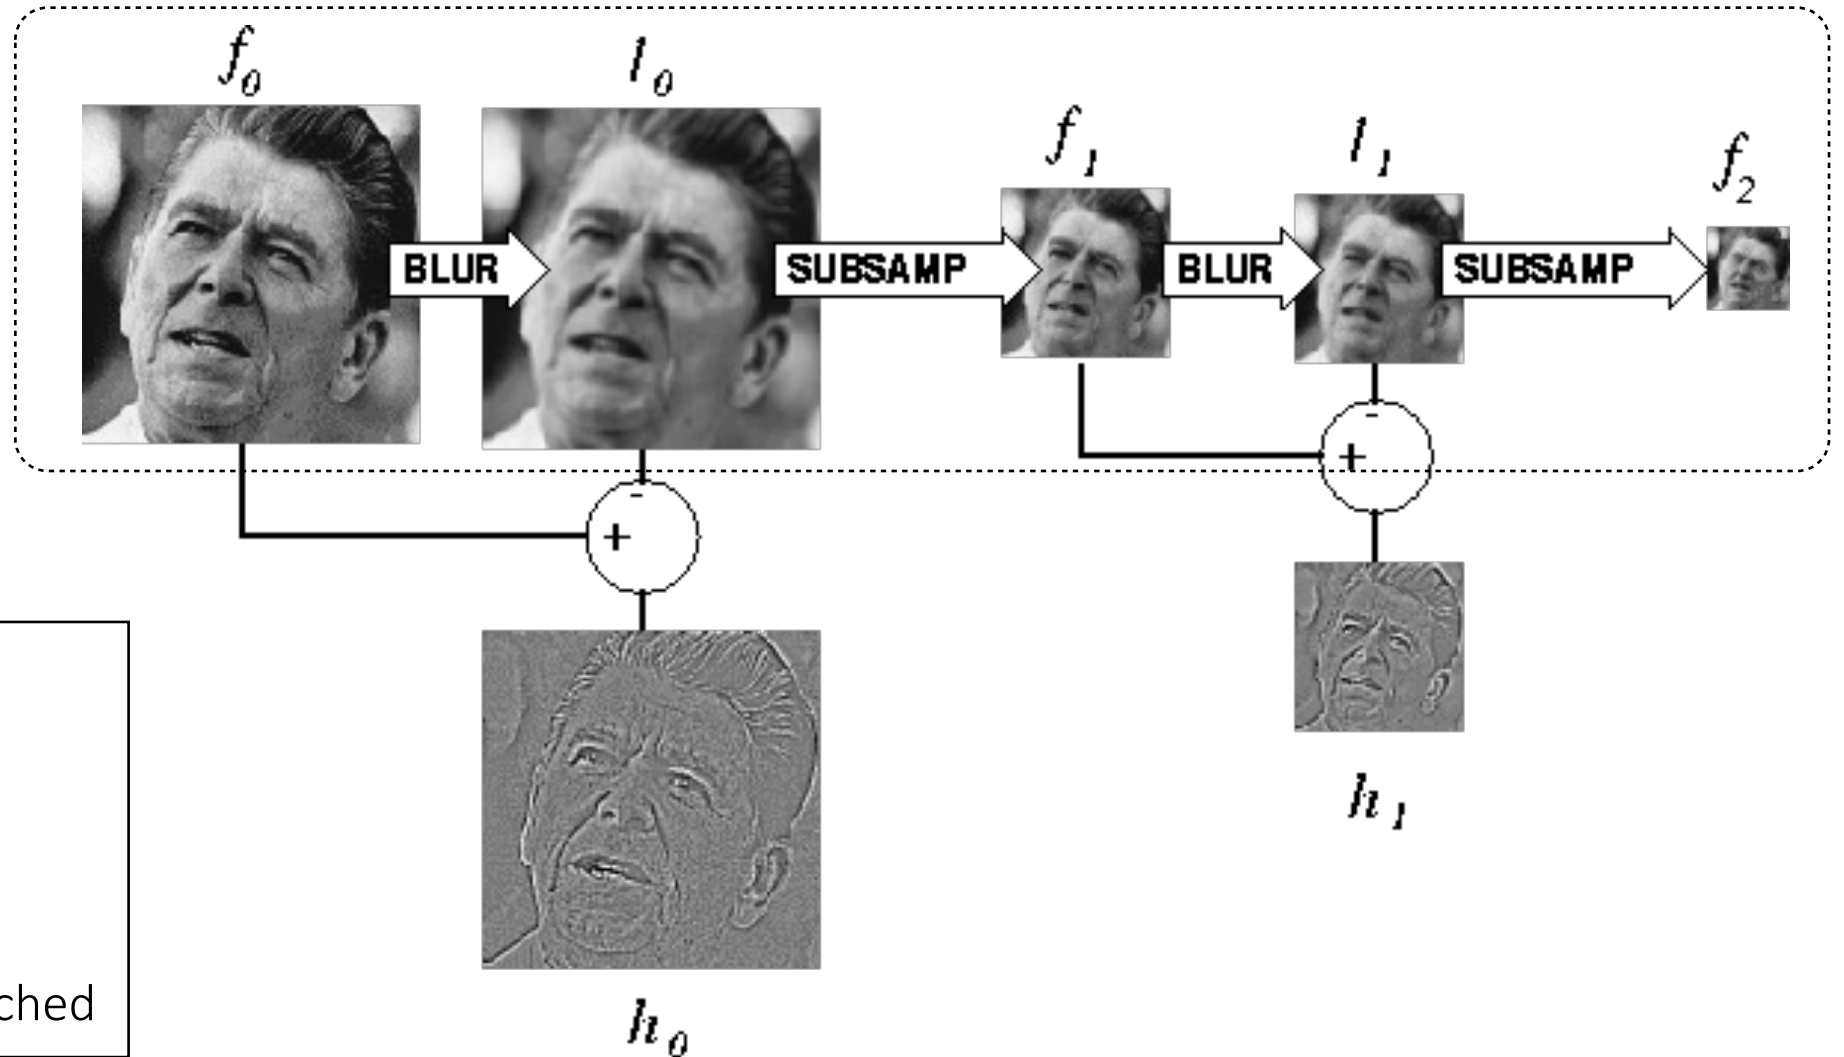 f0
l0
f1
l1
f2
BLUR
SUBSAMP
BLUR
SUBSAMP
-
+
-
+
h1
ched
h0